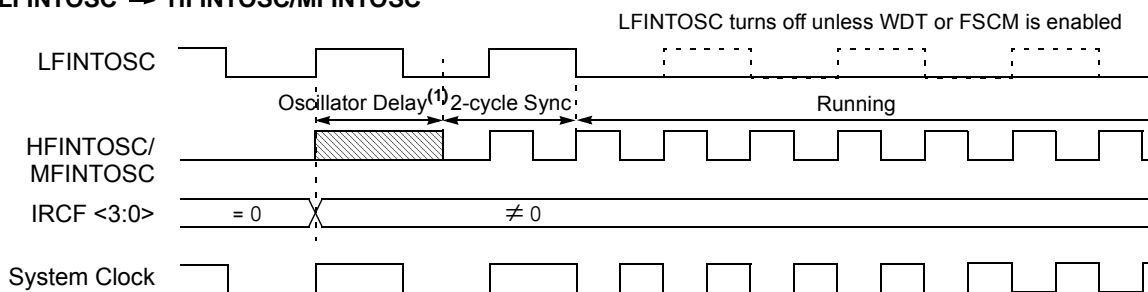 LFINTOSC → HFINTOSC/MFINTOSC
LFINTOSC turns off unless WDT or FSCM is enabled
LFINTOSC
Oscillator Delay(1) 2-cycle Sync Running
HFINTOSC/
MFINTOSC
IRCF <3:0> = 0 ≠ 0
System Clock